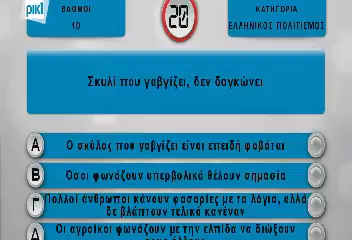 ρικι
ΒΑΘΜΟΙ
10
20
ΚΑΤΗΓΟΡΙΑ
ΕΛΛΗΝΙΚΟΣ ΠΟΛΙΤΙΣΜΟΣ
Σκυλί που γαβγίζει, δεν δαγκώνει
Α Ο σκύλος που γαβγίζει είναι επειδή φοβάται
Β Όσοι φωνάζουν υπερβολικά θέλουν σημασία
Γ Πολλοί άνθρωποι κάνουν φασαρίες με τα λόγια, αλλά
δε βλάπτουν τελικά κανέναν
Δ Οι αγροίκοι φωνάζουν με την ελπίδα να διώξουν